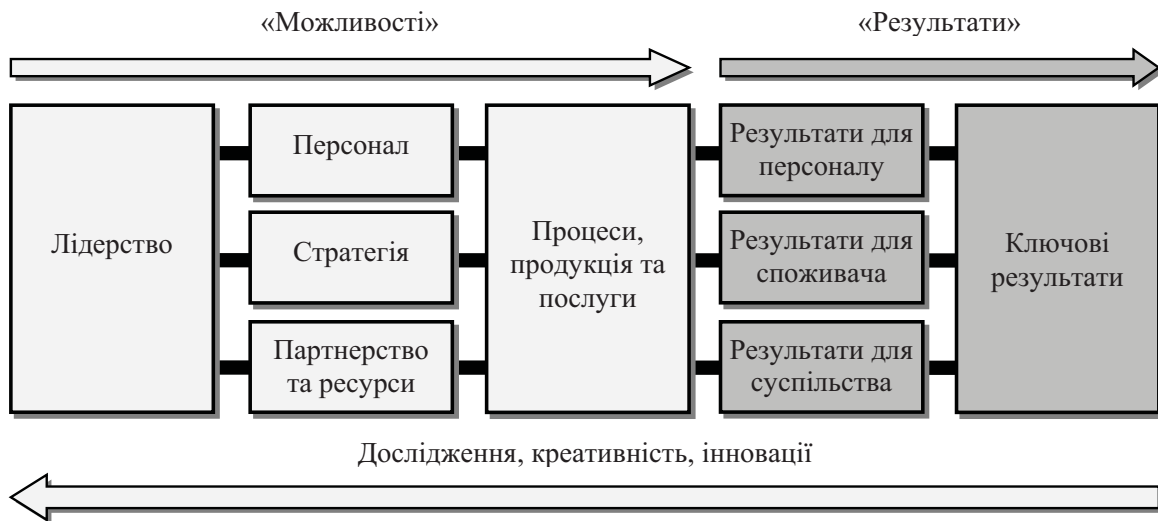 «Можливості»
«Результати»
Лідерство
Персонал
Стратегія
Партнерство
та ресурси
Процеси,
продукція та
послуги
Результати для
персоналу
Результати для
споживача
Результати для
суспільства
Ключові
результати
Дослідження, креативність, інновації